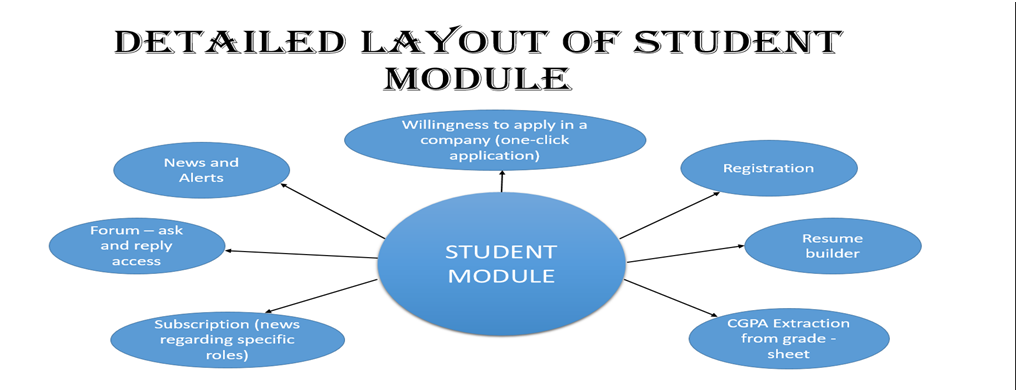 DETAILED LAYOUT OF STUDENT
MODULE
Willingness to apply in a
company (one-click
application)
News and
Alerts
Registration
Forum – ask
and reply
access
STUDENT
MODULE
Resume
builder
Subscription (news
regarding specific
roles)
CGPA Extraction
from grade -
sheet